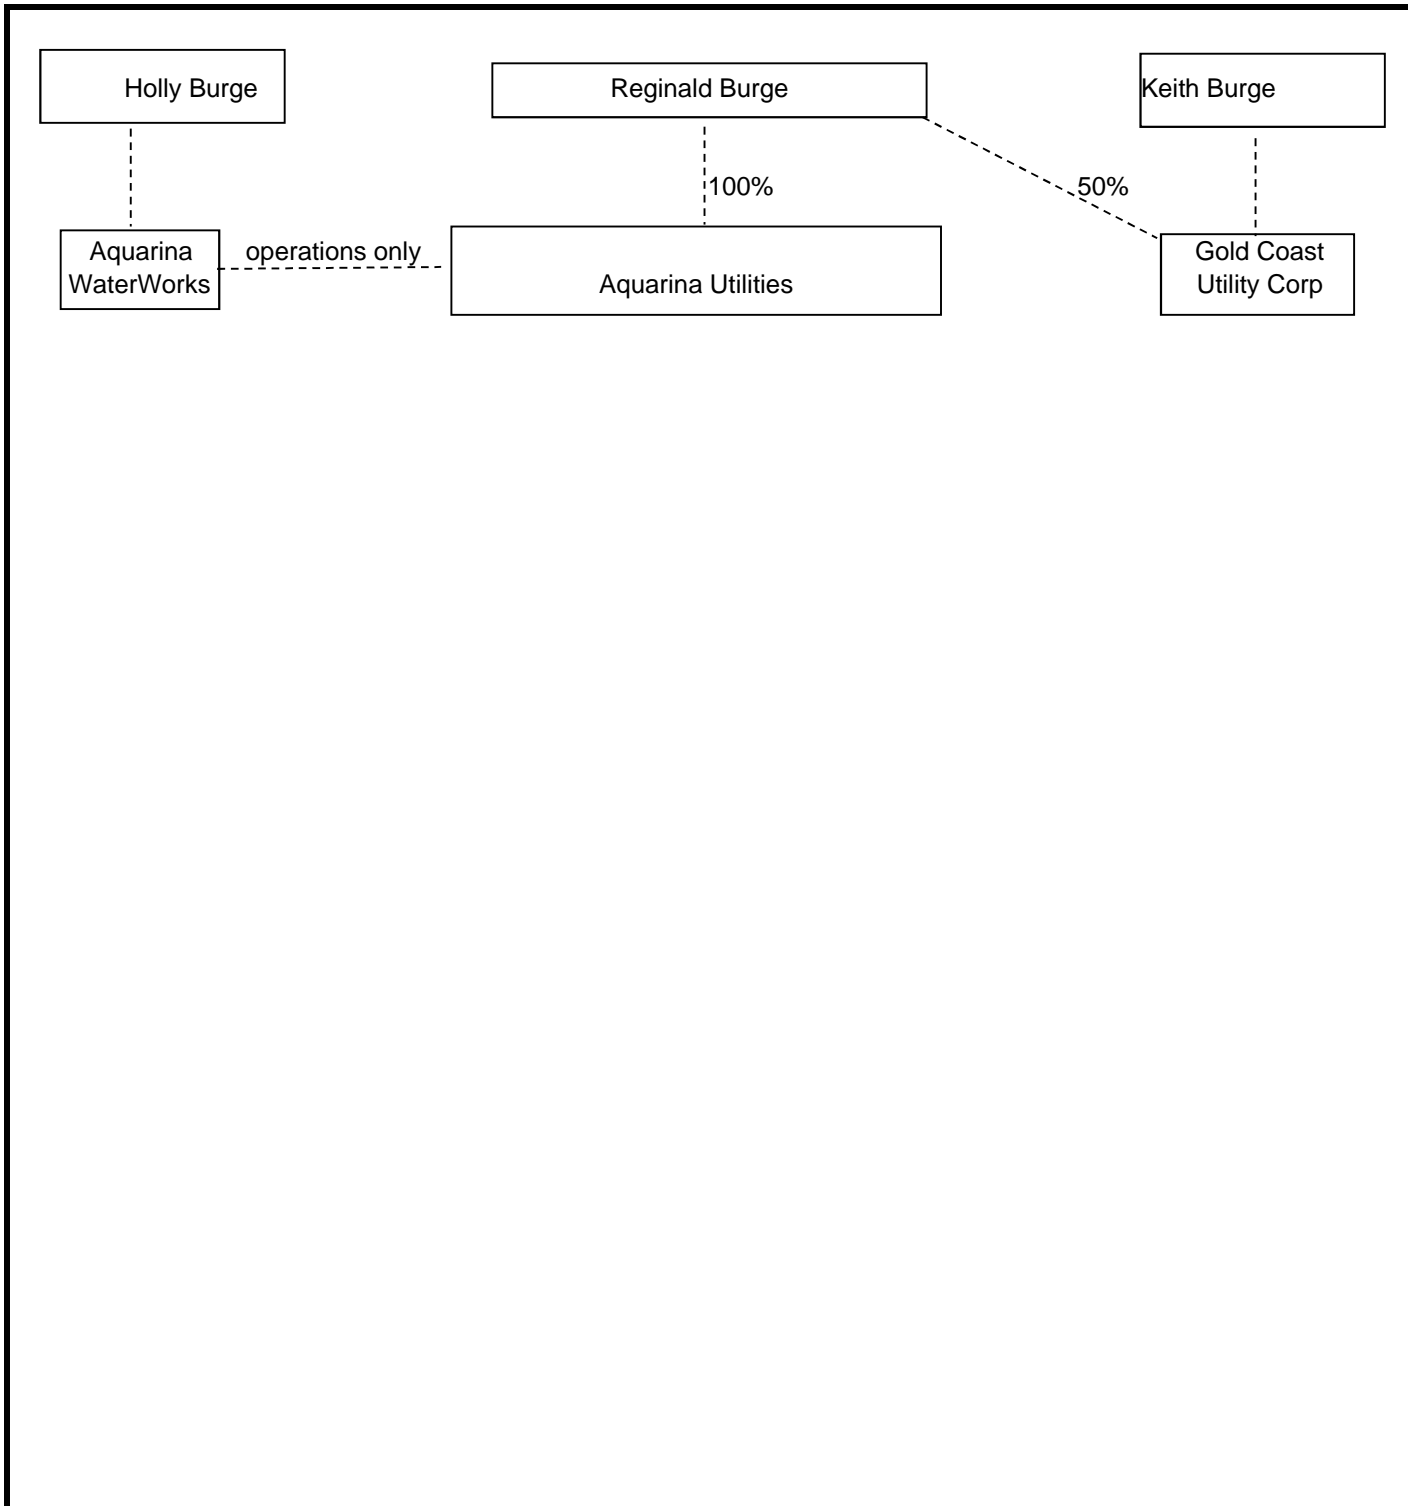 Holly Burge
Reginald Burge
Keith Burge
100%
50%
Aquarina
WaterWorks
operations only
Aquarina Utilities
Gold Coast
Utility Corp